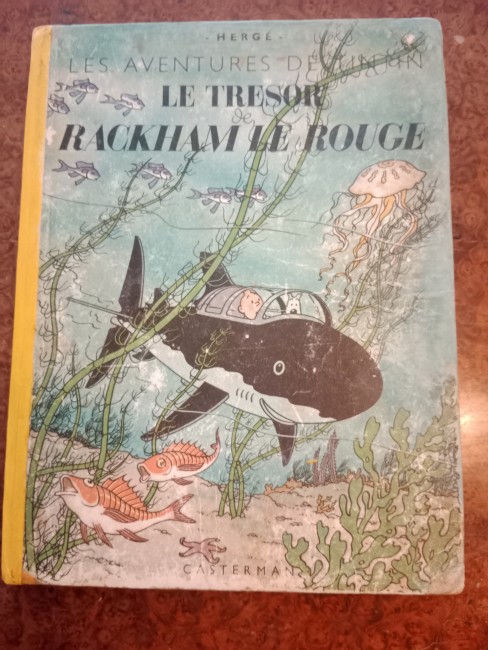 · HERGÉ ·
LES AVENTURES DE TINTIN
LE TRESOR
de
RACKHAM LE ROUGE
CASTERMAN